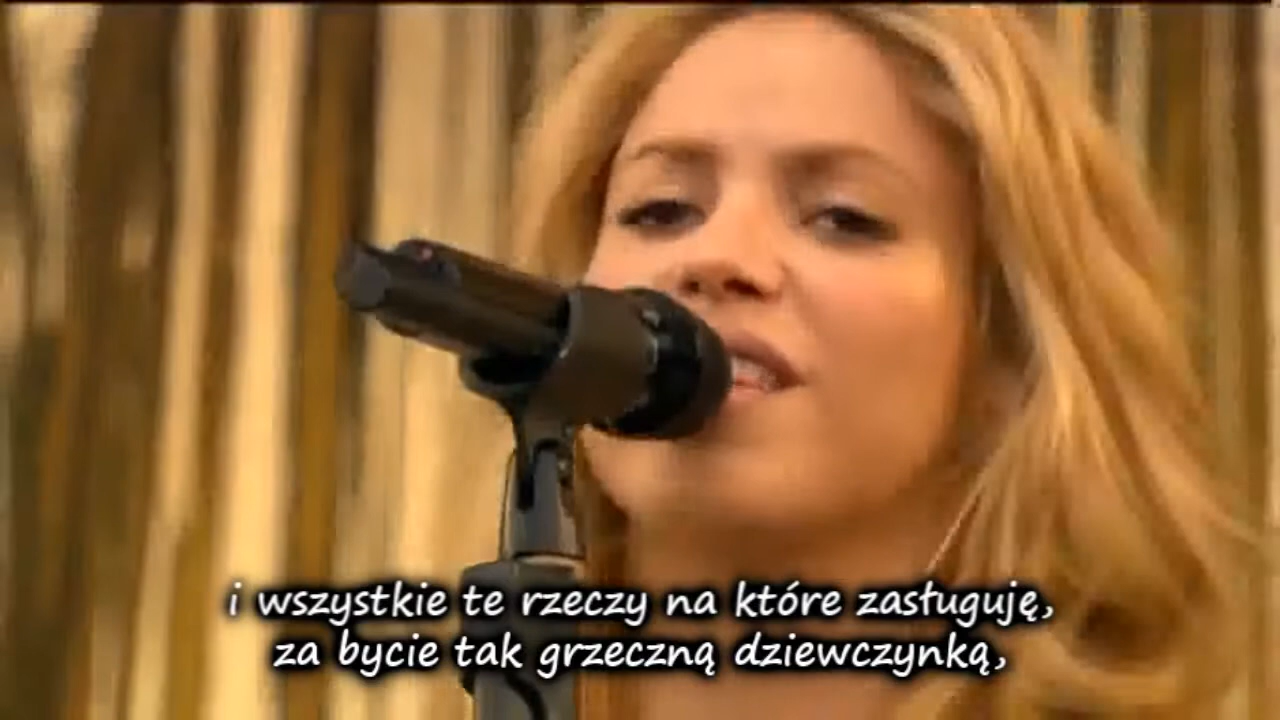 i wszystkie te rzeczy na które zasługuję,
za bycie tak grzeczną dziewczynką,